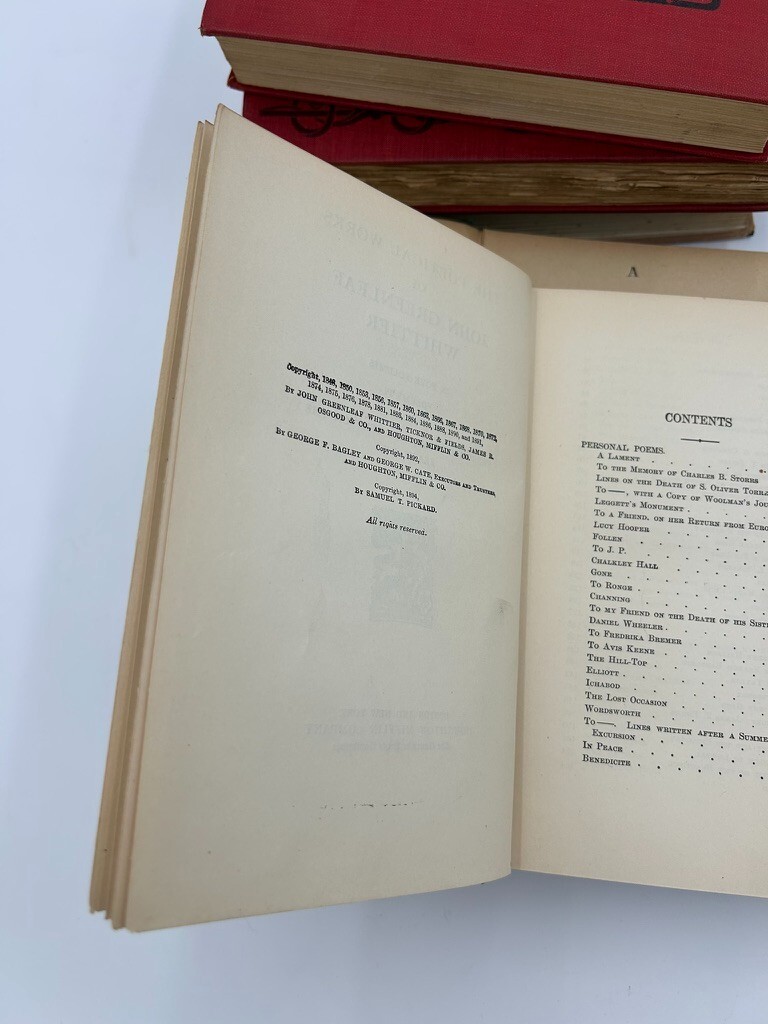 Copyright, 1848, 1850, 1853, 1856, 1857, 1860, 1863, 1865, 1867, 1868, 1870, 1872,
1874, 1875, 1876, 1878, 1881, 1883, 1884, 1886, 1888, 1890, and 1891,
By JOHN GREENLEAF WHITTIER, TICKNOR & FIELDS, JAMES R.
OSGOOD & CO., AND HOUGHTON, MIFFLIN & CO.
Copyright, 1892,
By GEORGE F. BAGLEY AND GEORGE W. CATE, EXECUTORS AND TRUSTEES,
AND HOUGHTON, MIFFLIN & CO.
Copyright, 1894,
By SAMUEL T. PICKARD.
All rights reserved.
A
CONTENTS
PERSONAL POEMS.
A LAMENT
TO THE MEMORY OF CHARLES B. STORRS
LINES ON THE DEATH OF S. OLIVER TORRA
TO ——, WITH A COPY OF WOOLMAN'S JOU
LEGGETT'S MONUMENT
TO A FRIEND, ON HER RETURN FROM EURO
LUCY HOOPER
FOLLEN
TO J. P.
CHALKLEY HALL
GONE
TO RONGE
CHANNING
TO MY FRIEND ON THE DEATH OF HIS SIST
DANIEL WHEELER
TO FREDRIKA BREMER
TO AVIS KEENE
THE HILL-TOP
ELLIOTT
ICHABOD
THE LOST OCCASION
WORDSWORTH
TO ——. LINES WRITTEN AFTER A SUMME
EXCURSION
IN PEACE
BENEDICITE